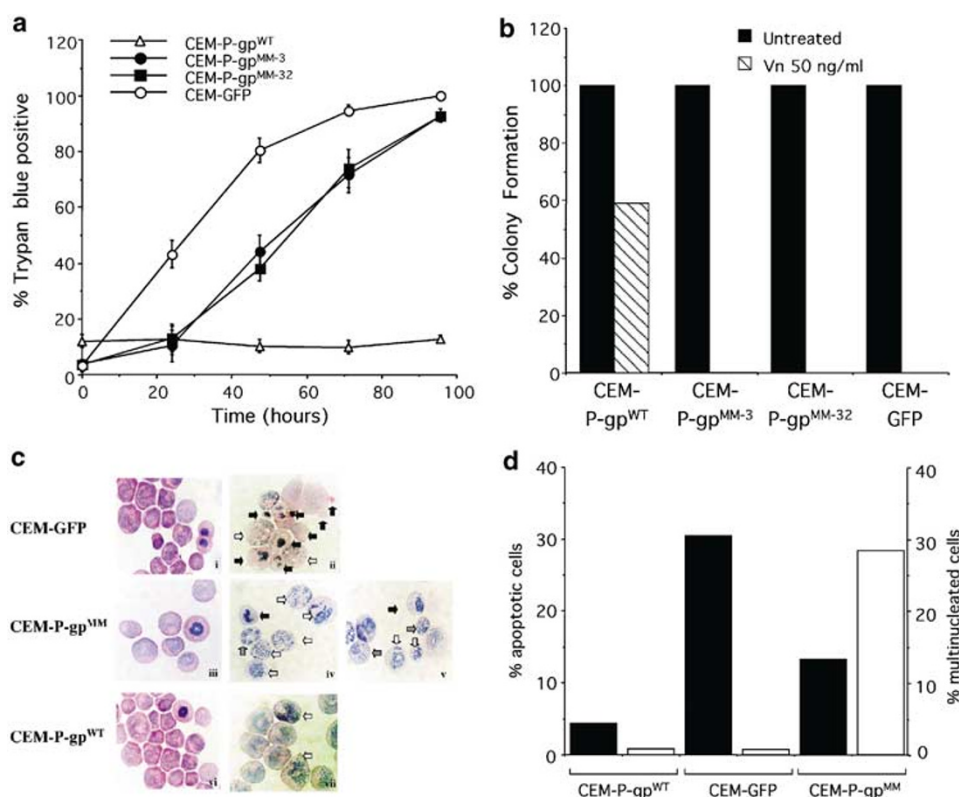 a
120
100
80
60
40
20
0
% Trypan blue positive
0 20 40 60 80 100
Time (hours)
CEM-P-gpWT
CEM-P-gpMM-3
CEM-P-gpMM-32
CEM-GFP
b
120
100
80
60
40
20
0
% Colony Formation
Untreated
Vn 50 ng/ml
CEM-
P-gpWT
CEM-
P-gpMM-3
CEM-
P-gpMM-32
CEM-
GFP
c
CEM-GFP
i
ii
CEM-P-gpMM
iii
iv
v
CEM-P-gpWT
vi
vii
d
40
30
20
10
0
% apoptotic cells
40
30
20
10
0
% multinucleated cells
CEM-P-gpWT
CEM-GFP
CEM-P-gpMM